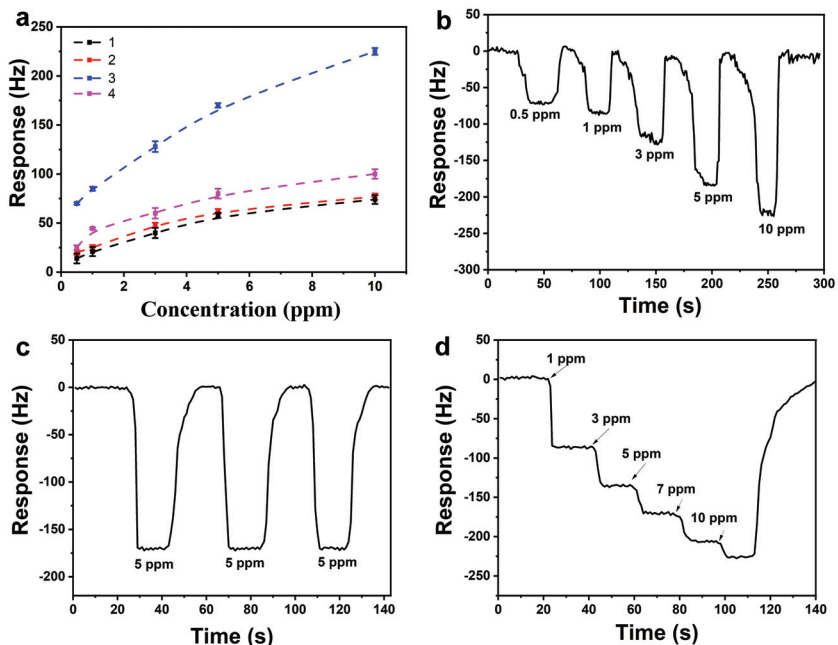 a
Response (Hz)
250
200
150
100
50
0
1
2
3
4
0 2 4 6 8 10
Concentration (ppm)
b
Response (Hz)
50
0
-50
-100
-150
-200
-250
-300
0.5 ppm
1 ppm
3 ppm
5 ppm
10 ppm
0 50 100 150 200 250 300
Time (s)
c
Response (Hz)
50
0
-50
-100
-150
-200
5 ppm 5 ppm 5 ppm
0 20 40 60 80 100 120 140
Time (s)
d
Response (Hz)
50
0
-50
-100
-150
-200
-250
1 ppm
3 ppm
5 ppm
7 ppm
10 ppm
0 20 40 60 80 100 120 140
Time (s)